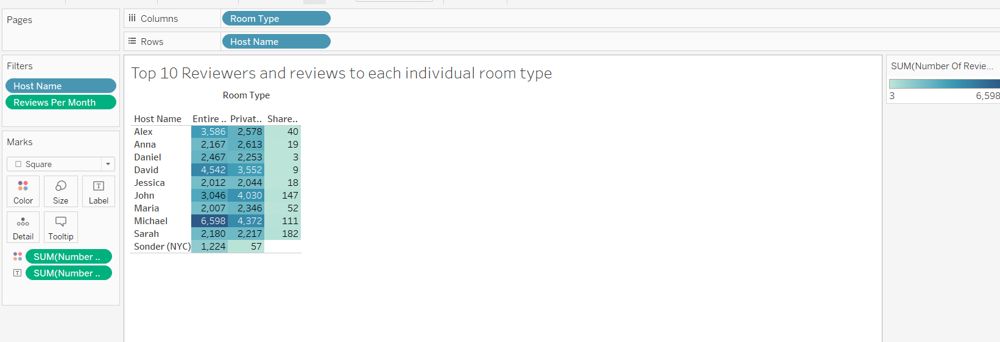 Pages
Columns
Room Type
Rows
Host Name
Filters
Host Name
Reviews Per Month
Marks
Square
Color Size Label
Detail Tooltip
SUM(Number ..
SUM(Number ..
Top 10 Reviewers and reviews to each individual room type
Room Type
Host Name Entire .. Privat.. Share..
Alex 3,586 2,578 40
Anna 2,167 2,613 19
Daniel 2,467 2,253 3
David 4,542 3,552 9
Jessica 2,012 2,044 18
John 3,046 4,030 147
Maria 2,007 2,346 52
Michael 6,598 4,372 111
Sarah 2,180 2,217 182
Sonder (NYC) 1,224 57
SUM(Number Of Revie...
3 6,598